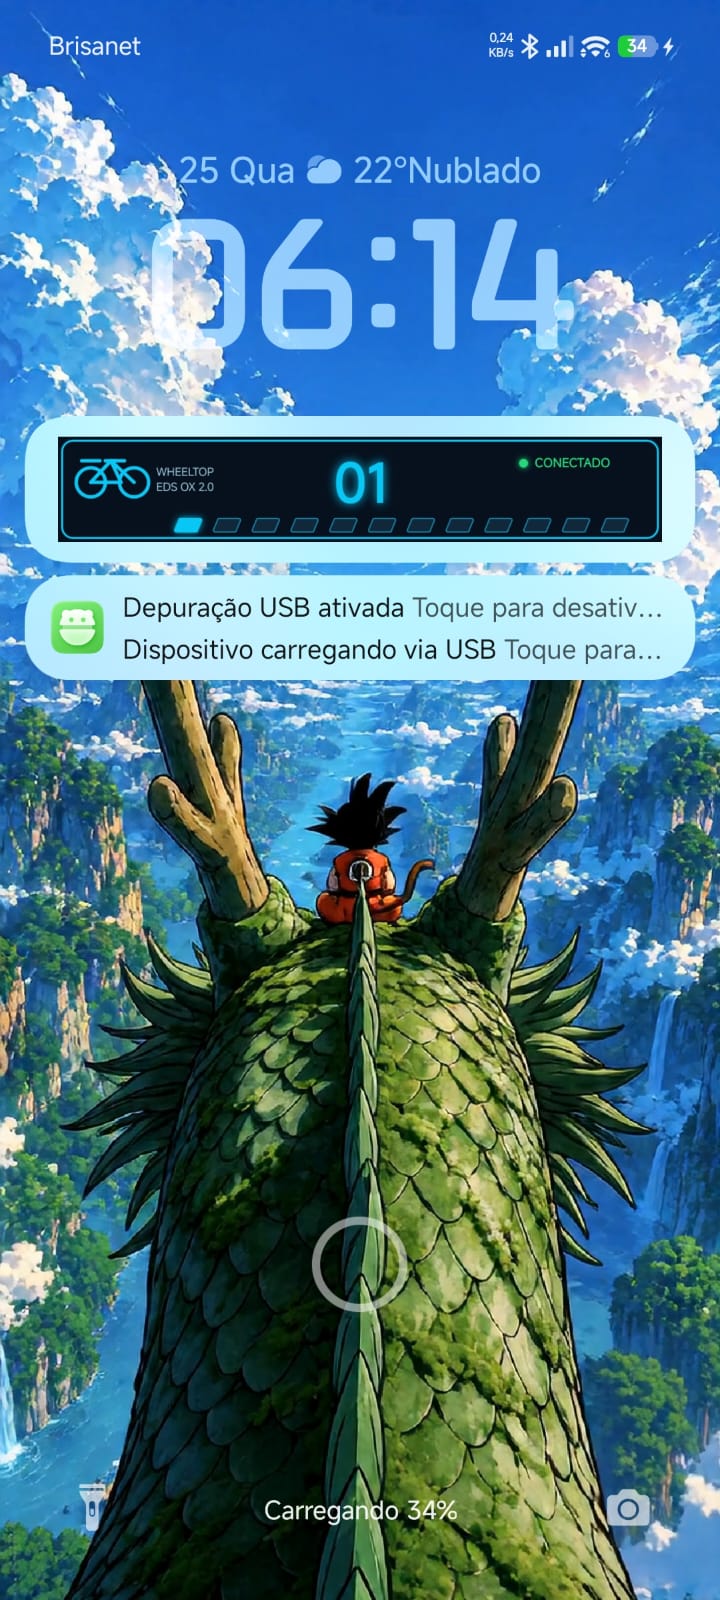 Brisanet 0,24 KB/s 6 34
25 Qua 22°Nublado
06:14
WHEELTOP
EDS OX 2.0
01
CONECTADO
Depuração USB ativada Toque para desativ...
Dispositivo carregando via USB Toque para...
Carregando 34%